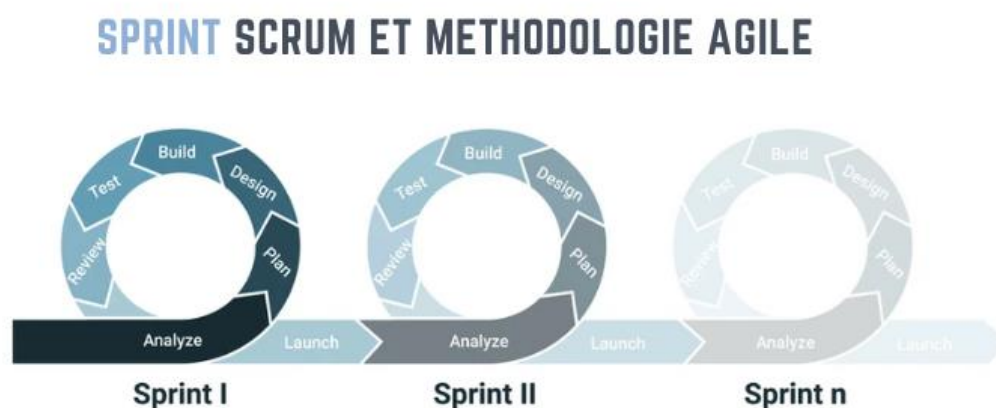 SPRINT SCRUM ET METHODOLOGIE AGILE
Build
Test
Design
Review
Plan
Analyze
Launch
Sprint I
Build
Test
Design
Review
Plan
Analyze
Launch
Sprint II
Build
Test
Design
Review
Plan
Analyze
Launch
Sprint n